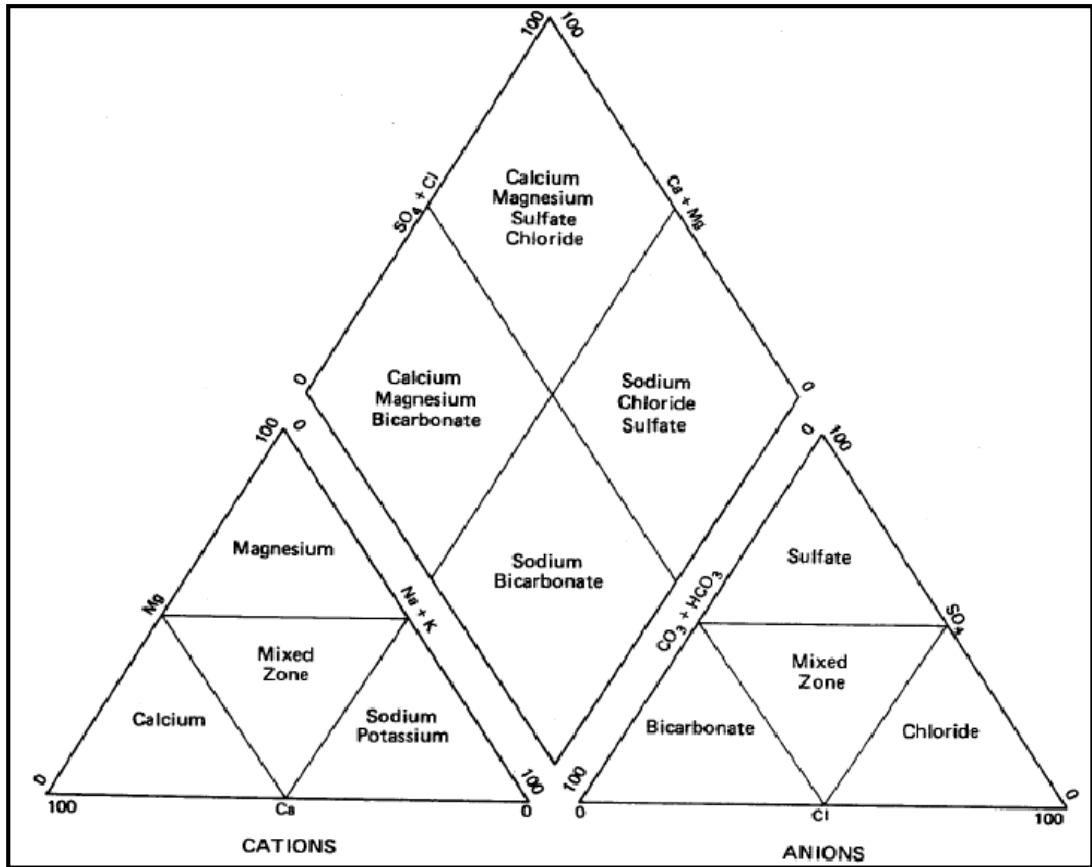 100
100
SO4 + Cl
Ca + Mg
Calcium
Magnesium
Sulfate
Chloride
0
0
Calcium
Magnesium
Bicarbonate
Sodium
Chloride
Sulfate
Sodium
Bicarbonate
100
0
Magnesium
Mg
Na + K
Mixed
Zone
Calcium
Sodium
Potassium
0
100
100
Ca
0
CATIONS
0
100
Sulfate
CO3 + HCO3
SO4
Mixed
Zone
Bicarbonate
Chloride
100
0
0
Cl
100
ANIONS